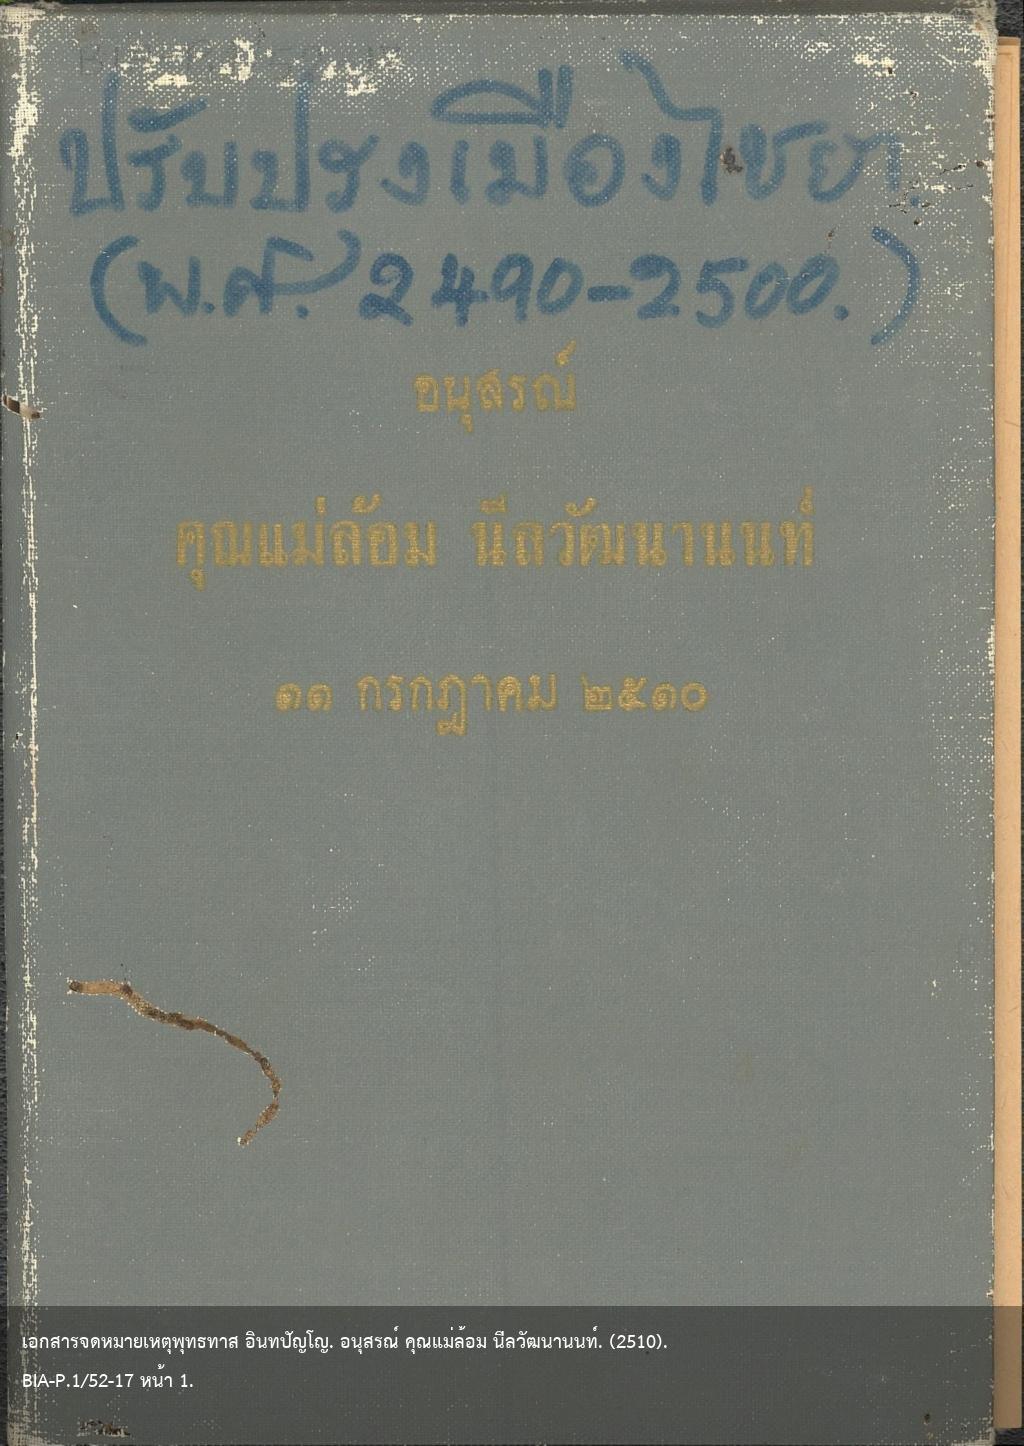 ปรับปรุงเมืองไชยา.
(พ.ศ. 2490-2500.)
อนุสรณ์
คุณแม่ล้อม นีลวัฒนานนท์
๑๑ กรกฎาคม ๒๕๑๐
เอกสารจดหมายเหตุพุทธทาส อินทปัญโญ. อนุสรณ์ คุณแม่ล้อม นีลวัฒนานนท์. (2510).
BIA-P.1/52-17 หน้า 1.